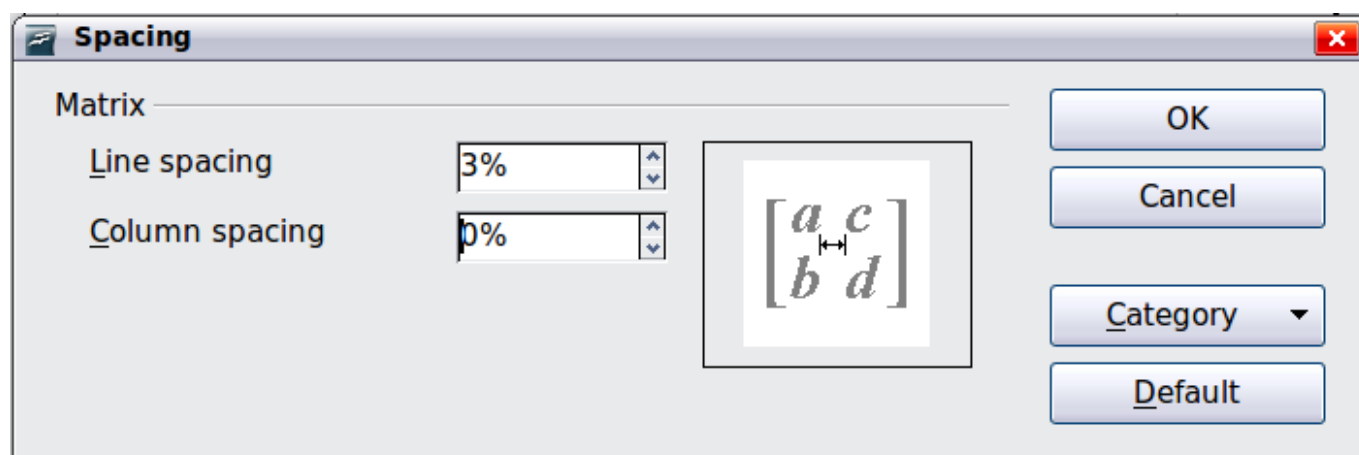 Spacing
Matrix
OK
Line spacing 3%
Cancel
Column spacing 0%
a c
b d
Category
Default